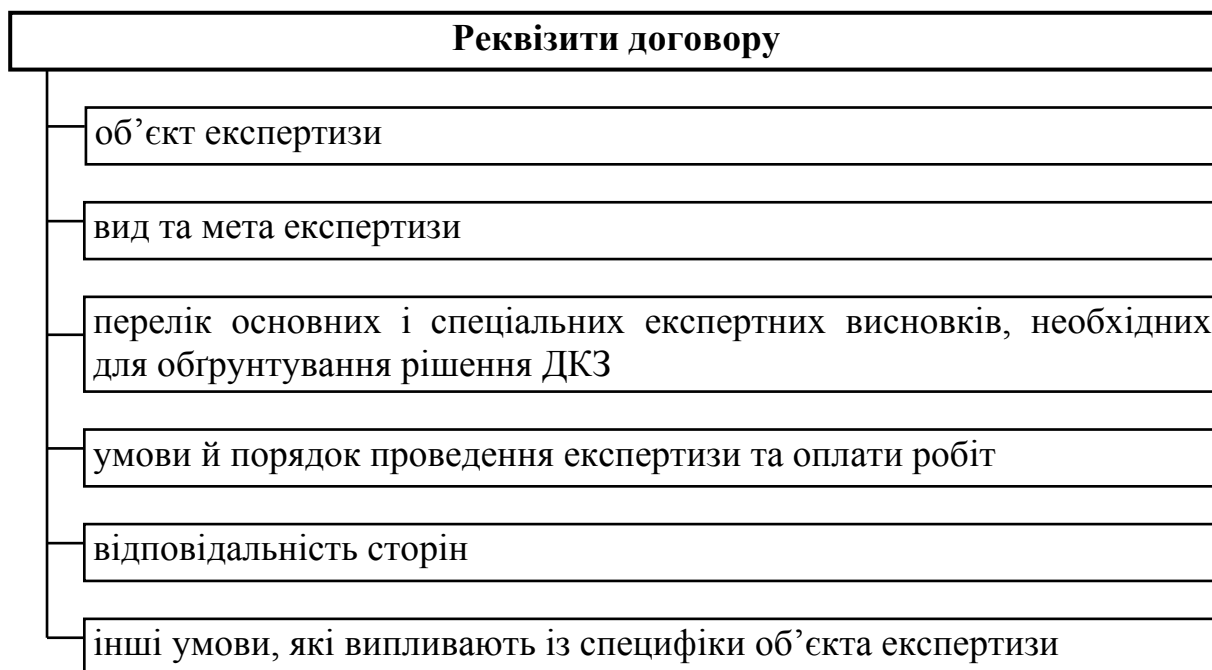 Реквізити договору
об’єкт експертизи
вид та мета експертизи
перелік основних і спеціальних експертних висновків, необхідних
для обґрунтування рішення ДКЗ
умови й порядок проведення експертизи та оплати робіт
відповідальність сторін
інші умови, які випливають із специфіки об’єкта експертизи